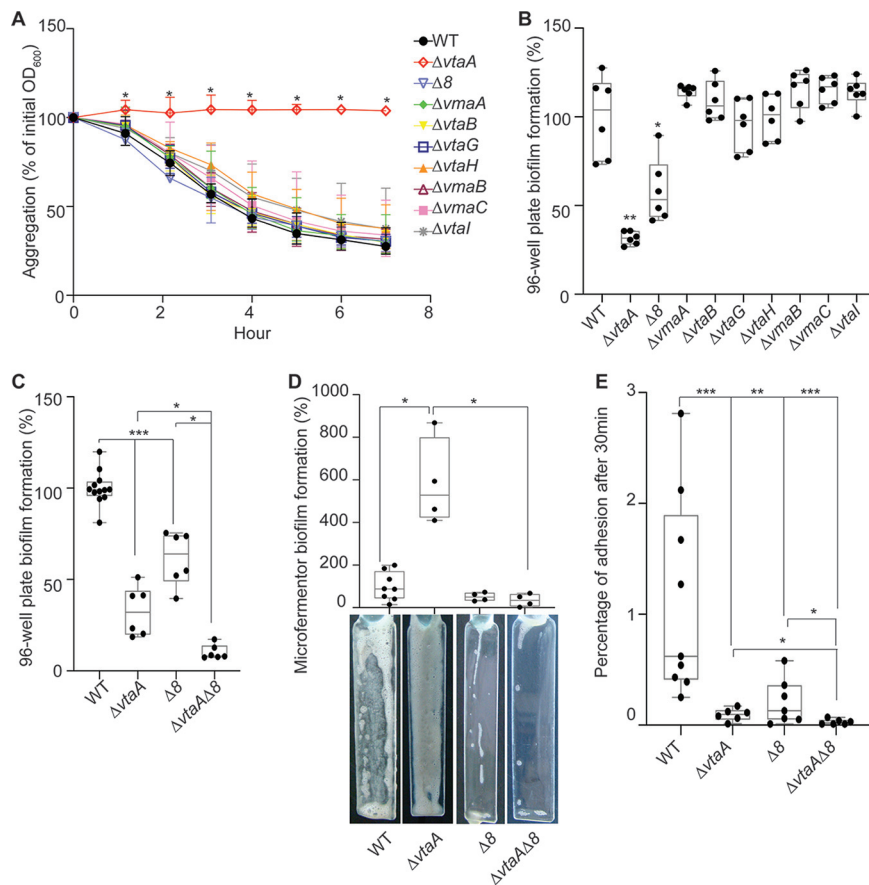 A
Aggregation (% of initial OD600)
150
100
50
0
0 2 4 6 8
Hour
* * * * * * *
WT
ΔvtaA
Δ8
ΔvmaA
ΔvtaB
ΔvtaG
ΔvtaH
ΔvmaB
ΔvmaC
ΔvtaI
B
96-well plate biofilm formation (%)
150
100
50
0
**
*
WT ΔvtaA Δ8 ΔvmaA ΔvtaB ΔvtaG ΔvtaH ΔvmaB ΔvmaC ΔvtaI
C
96-well plate biofilm formation (%)
150
100
50
0
*
*
***
WT ΔvtaA Δ8 ΔvtaAΔ8
D
Microfermentor biofilm formation (%)
1000
800
600
400
200
0
* *
WT ΔvtaA Δ8 ΔvtaAΔ8
E
Percentage of adhesion after 30min
3
2
1
0
*** ** ***
*
*
WT ΔvtaA Δ8 ΔvtaAΔ8